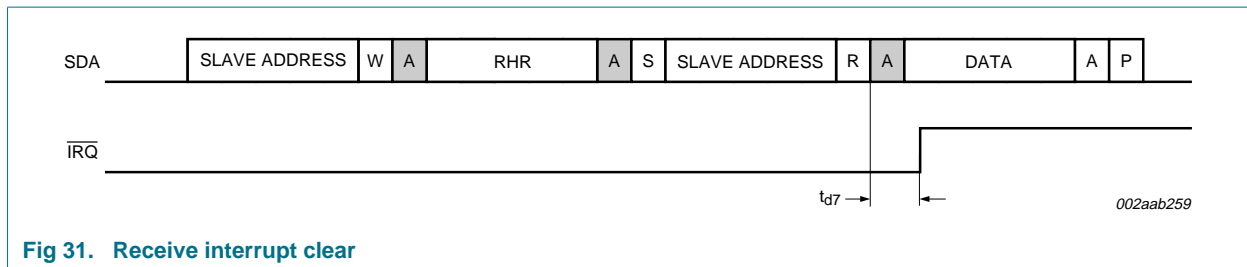 SDA SLAVE ADDRESS W A RHR A S SLAVE ADDRESS R A DATA A P
IRQ
td7
002aab259
Fig 31. Receive interrupt clear